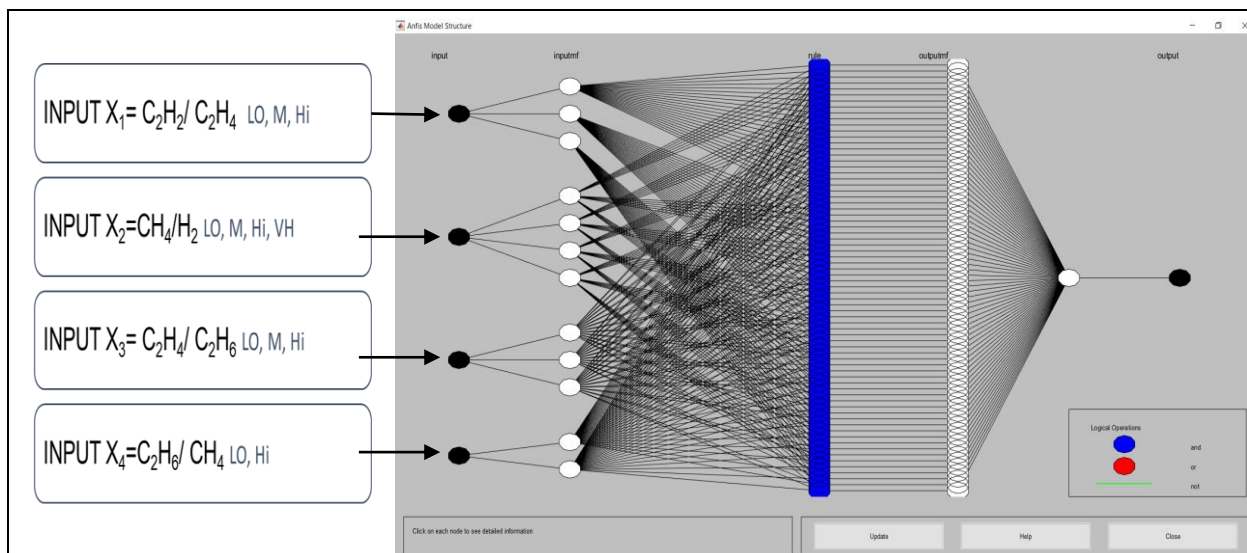 Anfis Model Structure
input
inputmf
rule
outputmf
output
INPUT X₁= C₂H₂/ C₂H₄ LO, M, Hi
INPUT X₂=CH₄/H₂ LO, M, Hi, VH
INPUT X₃= C₂H₄/ C₂H₆ LO, M, Hi
INPUT X₄=C₂H₆/ CH₄ LO, Hi
Logical Operations
and
or
not
Click on each node to see detailed information
Update
Help
Close